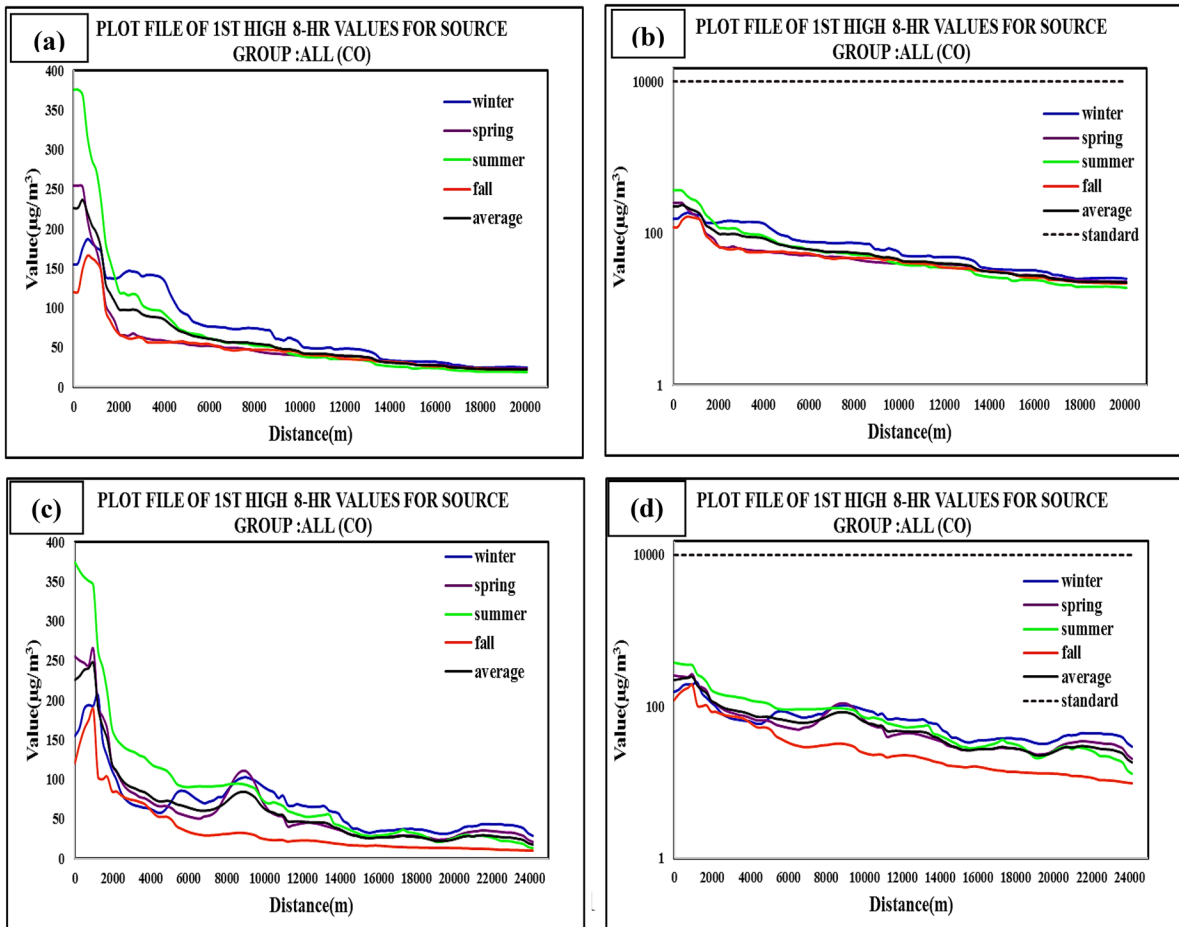 (a)
PLOT FILE OF 1ST HIGH 8-HR VALUES FOR SOURCE
GROUP :ALL (CO)
400
350
300
250
200
150
100
50
0
Value(µg/m³)
winter
spring
summer
fall
average
0 2000 4000 6000 8000 10000 12000 14000 16000 18000 20000
Distance(m)
(b)
PLOT FILE OF 1ST HIGH 8-HR VALUES FOR SOURCE
GROUP :ALL (CO)
10000
100
1
Value(µg/m³)
winter
spring
summer
fall
average
standard
0 2000 4000 6000 8000 10000 12000 14000 16000 18000 20000
Distance(m)
(c)
PLOT FILE OF 1ST HIGH 8-HR VALUES FOR SOURCE
GROUP :ALL (CO)
400
350
300
250
200
150
100
50
0
Value(µg/m³)
winter
spring
summer
fall
average
0 2000 4000 6000 8000 10000 12000 14000 16000 18000 20000 22000 24000
Distance(m)
(d)
PLOT FILE OF 1ST HIGH 8-HR VALUES FOR SOURCE
GROUP :ALL (CO)
10000
100
1
Value(µg/m³)
winter
spring
summer
fall
average
standard
0 2000 4000 6000 8000 10000 12000 14000 16000 18000 20000 22000 24000
Distance(m)